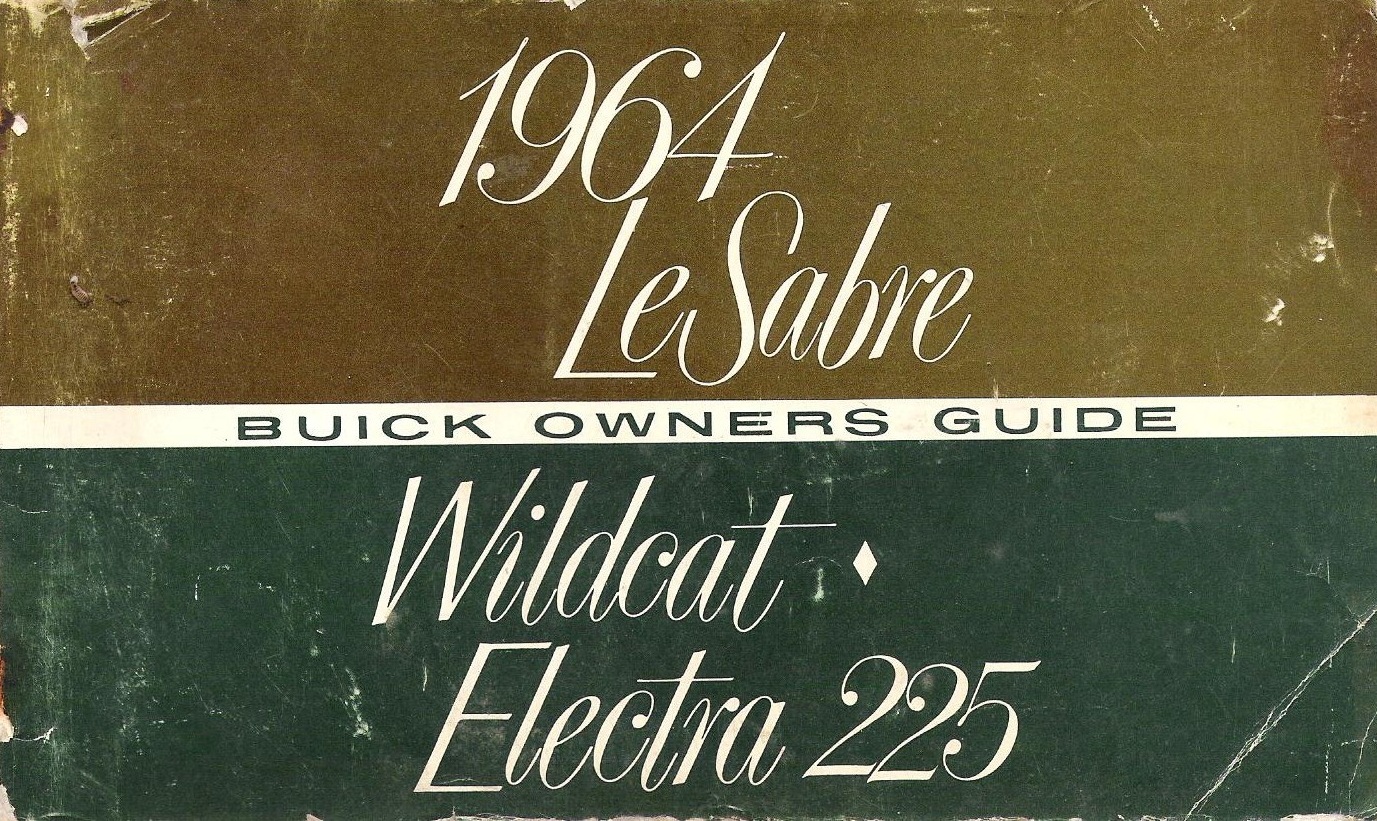 1964
LeSabre
BUICK OWNERS GUIDE
Wildcat ♦
Electra 225